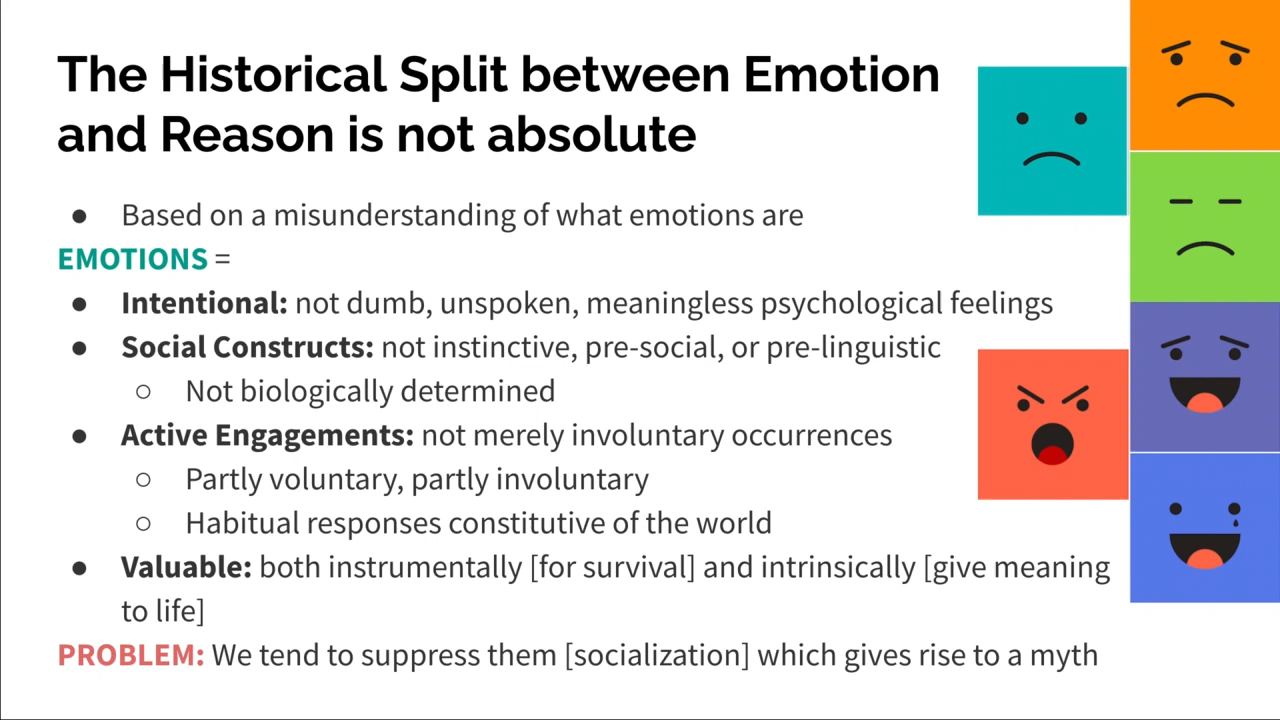 The Historical Split between Emotion
and Reason is not absolute
● Based on a misunderstanding of what emotions are
EMOTIONS =
● Intentional: not dumb, unspoken, meaningless psychological feelings
● Social Constructs: not instinctive, pre-social, or pre-linguistic
○ Not biologically determined
● Active Engagements: not merely involuntary occurrences
○ Partly voluntary, partly involuntary
○ Habitual responses constitutive of the world
● Valuable: both instrumentally [for survival] and intrinsically [give meaning
to life]
PROBLEM: We tend to suppress them [socialization] which gives rise to a myth